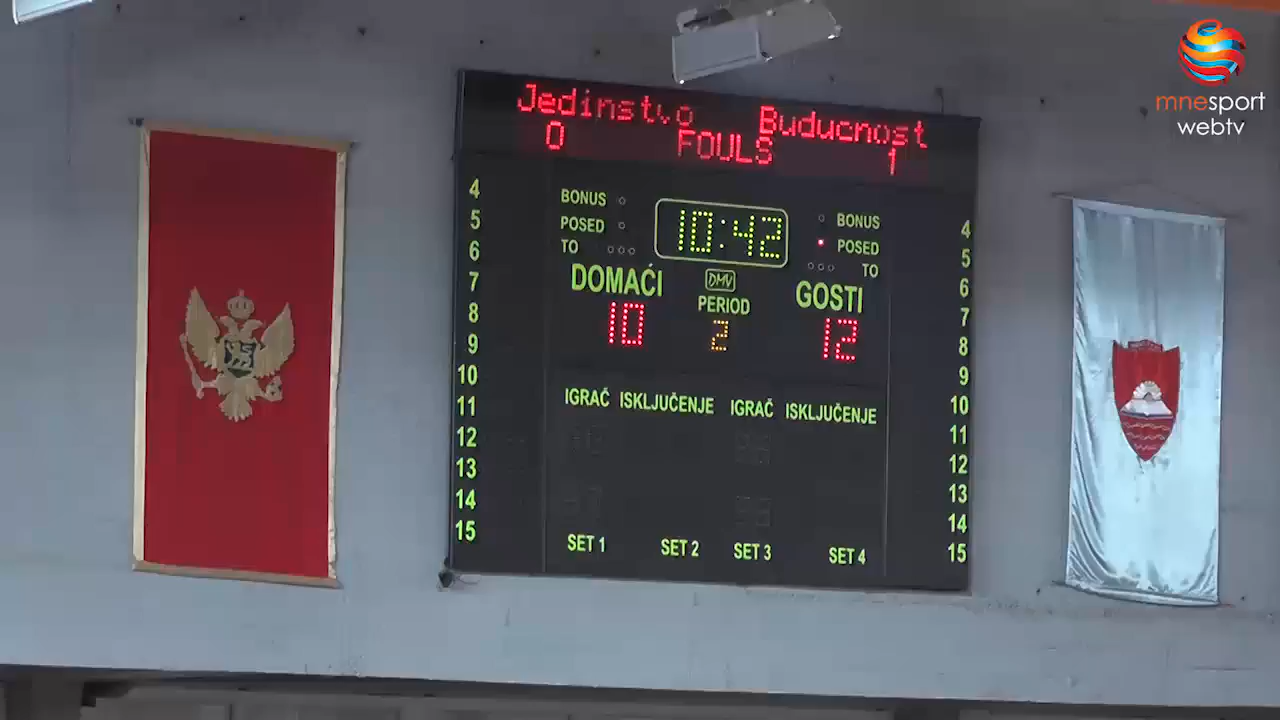 mnesport
webtv
Jedinstvo Buducnost
0 FOULS 1
BONUS 10:42 BONUS
POSED POSED
TO TO
DOMAĆI DMV GOSTI
PERIOD
10 2 12
IGRAČ ISKLJUČENJE IGRAČ ISKLJUČENJE
SET 1 SET 2 SET 3 SET 4
4
5
6
7
8
9
10
11
12
13
14
15
4
5
6
7
8
9
10
11
12
13
14
15